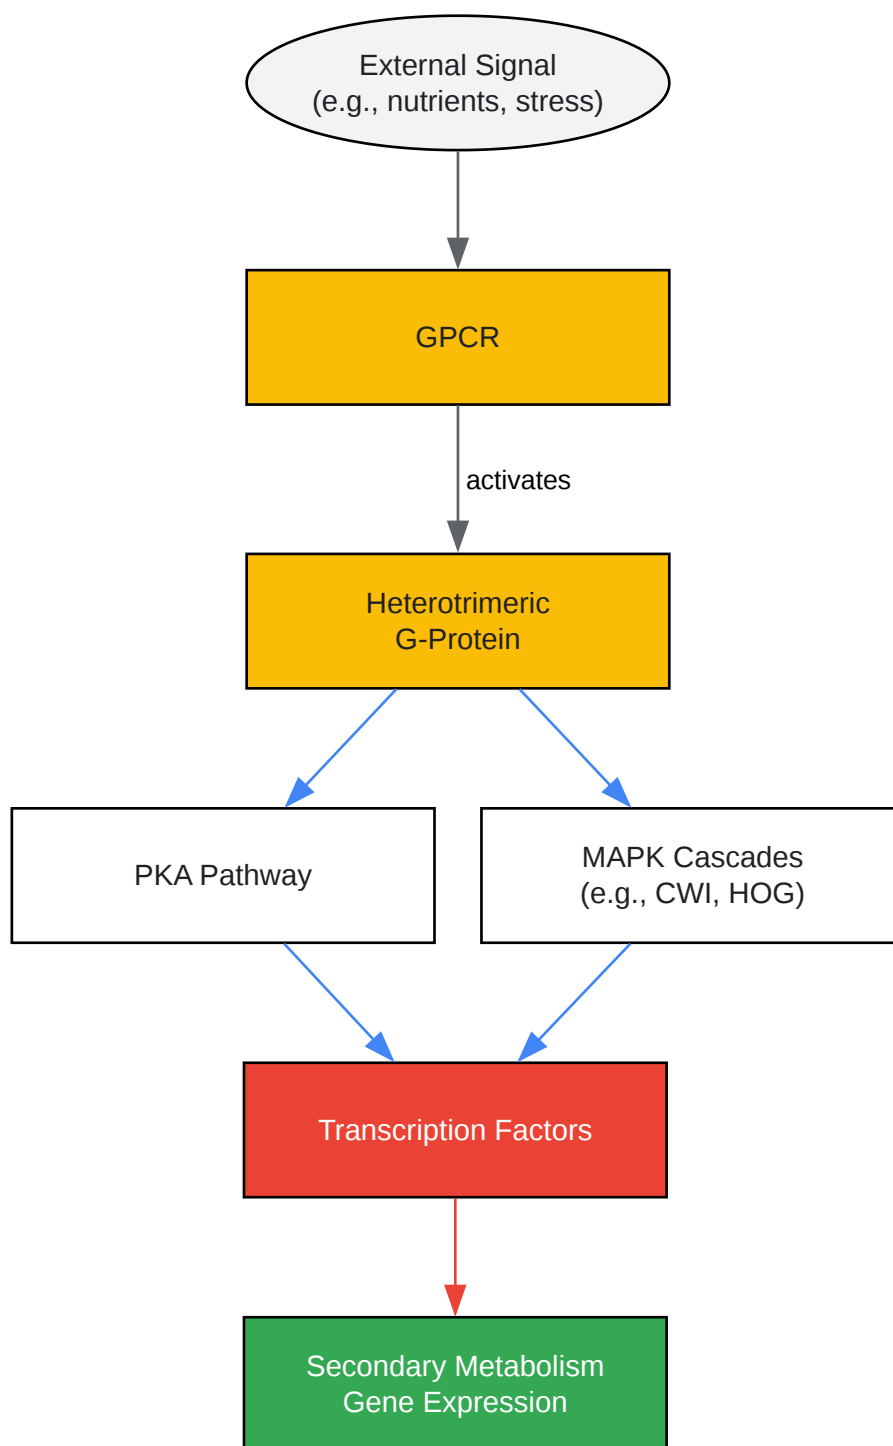 External Signal
(e.g., nutrients, stress)
GPCR
activates
Heterotrimeric
G-Protein
PKA Pathway
MAPK Cascades
(e.g., CWI, HOG)
Transcription Factors
Secondary Metabolism
Gene Expression